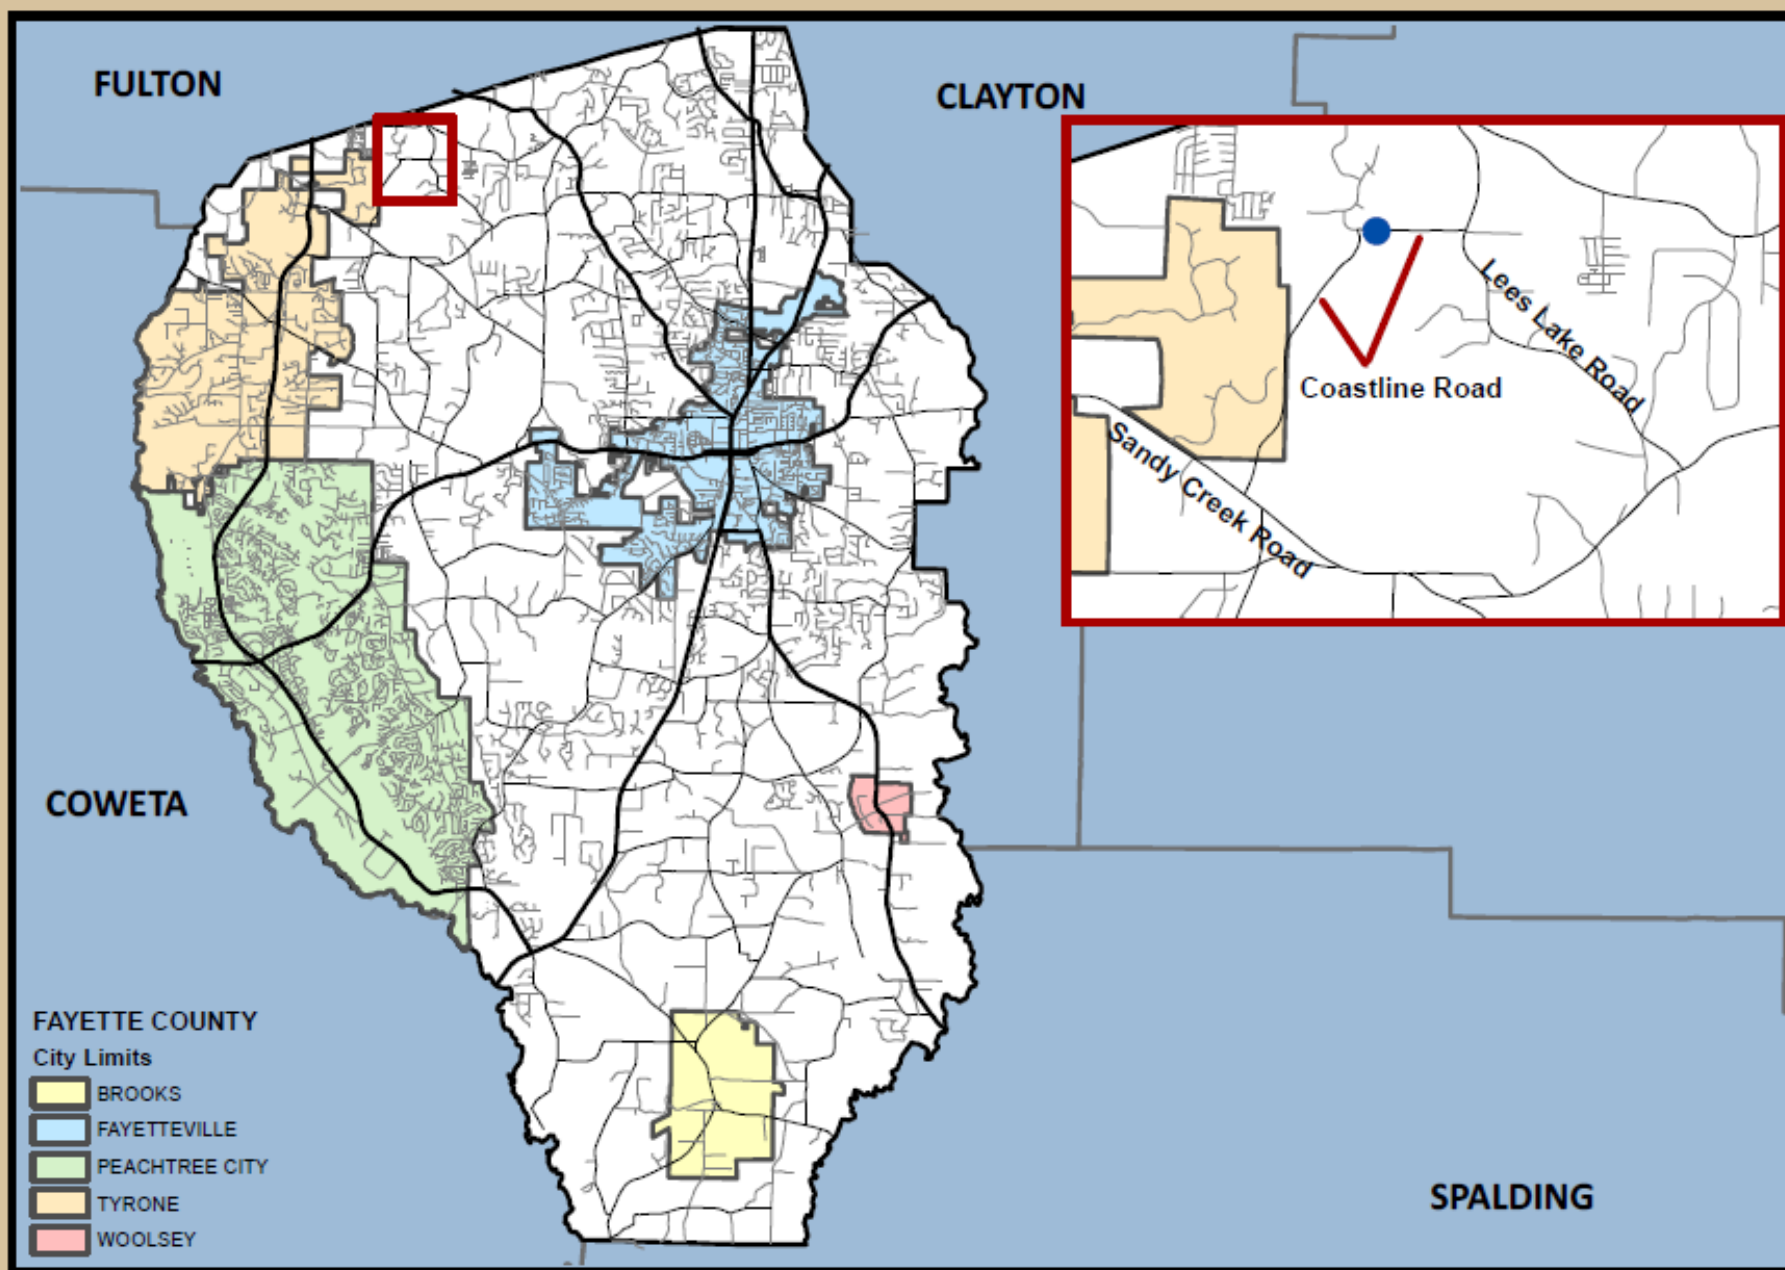 FULTON
CLAYTON
Lees Lake Road
Coastline Road
Sandy Creek Road
COWETA
FAYETTE COUNTY
City Limits
BROOKS
FAYETTEVILLE
PEACHTREE CITY
TYRONE
WOOLSEY
SPALDING